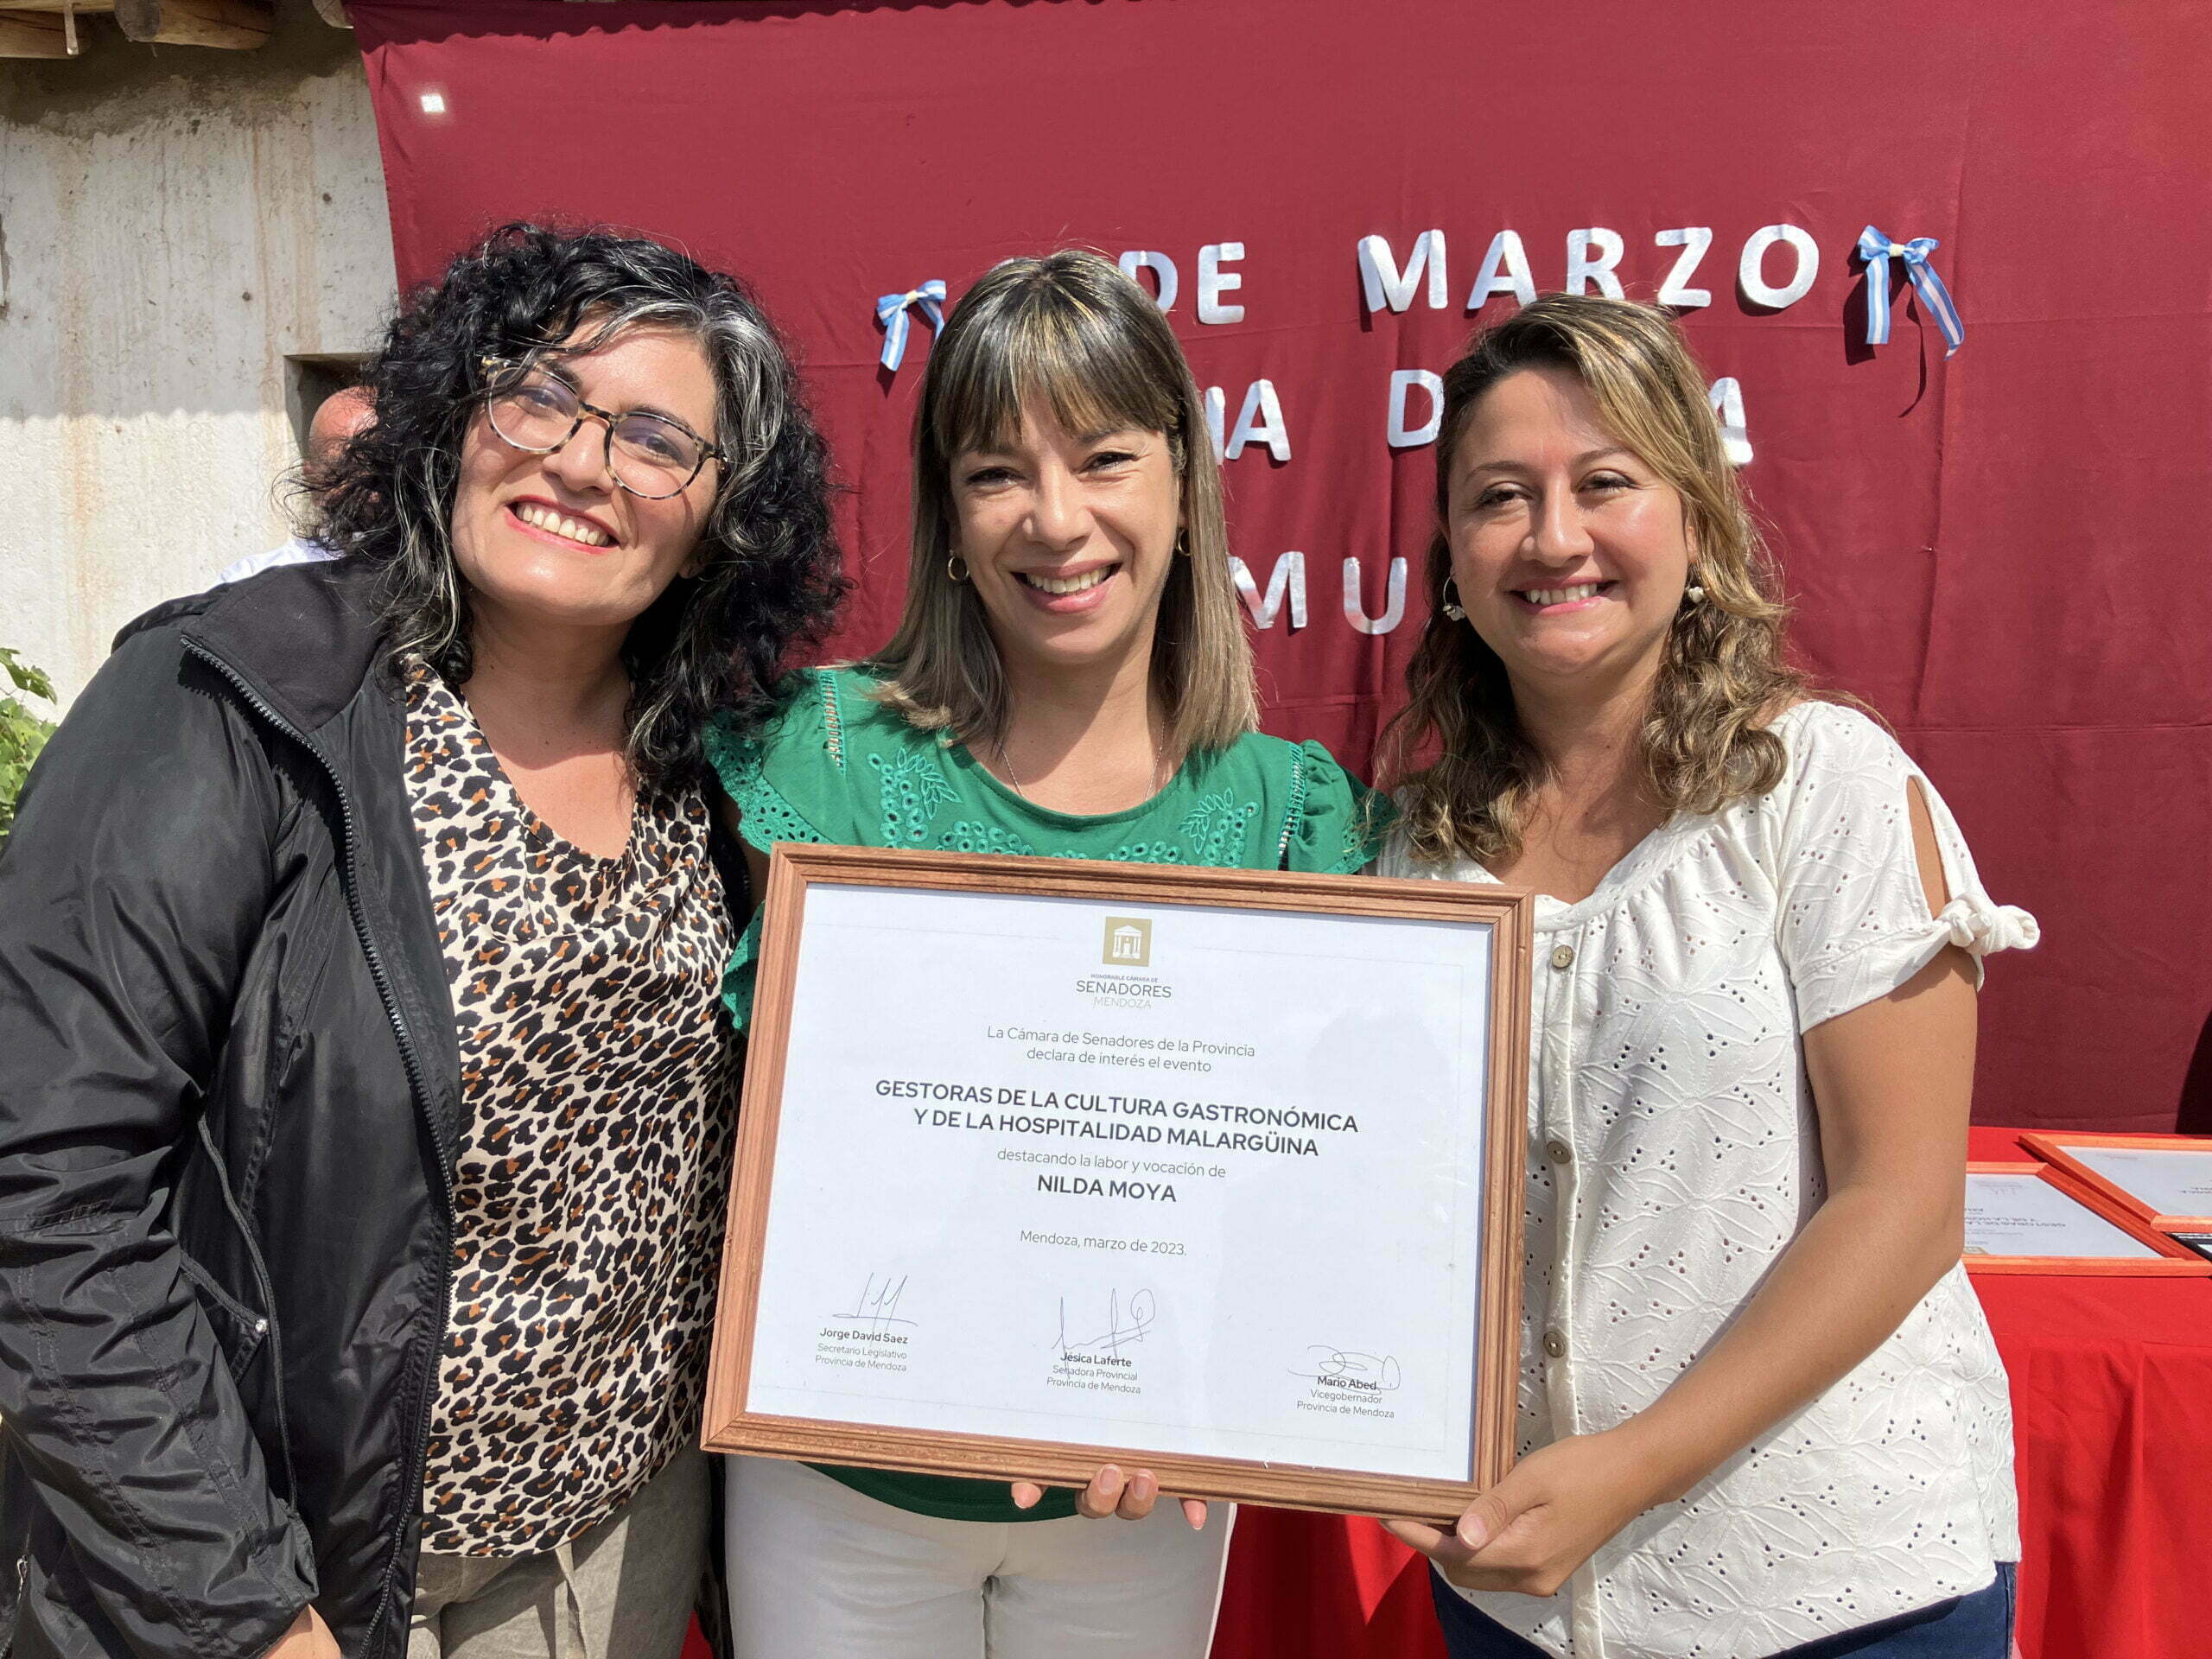 DE MARZO
MU
HONORABLE CÁMARA DE
SENADORES
MENDOZA
La Cámara de Senadores de la Provincia
declara de interés el evento
GESTORAS DE LA CULTURA GASTRONÓMICA
Y DE LA HOSPITALIDAD MALARGÜINA
destacando la labor y vocación de
NILDA MOYA
Mendoza, marzo de 2023.
Jorge David Saez
Secretario Legislativo
Provincia de Mendoza
Jésica Laferte
Senadora Provincial
Provincia de Mendoza
Mario Abed
Vicegobernador
Provincia de Mendoza